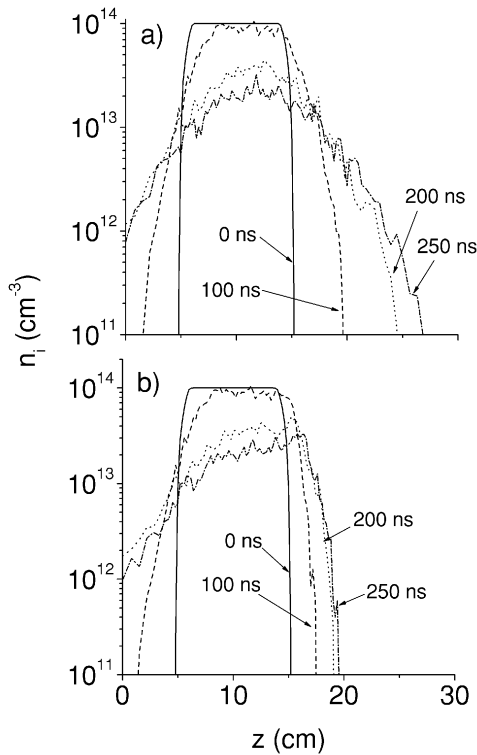 a)
10^14
10^13
10^12
10^11
0 ns
100 ns
200 ns
250 ns
n_i (cm^-3)
b)
10^14
10^13
10^12
10^11
0 ns
100 ns
200 ns
250 ns
0 10 20 30
z (cm)